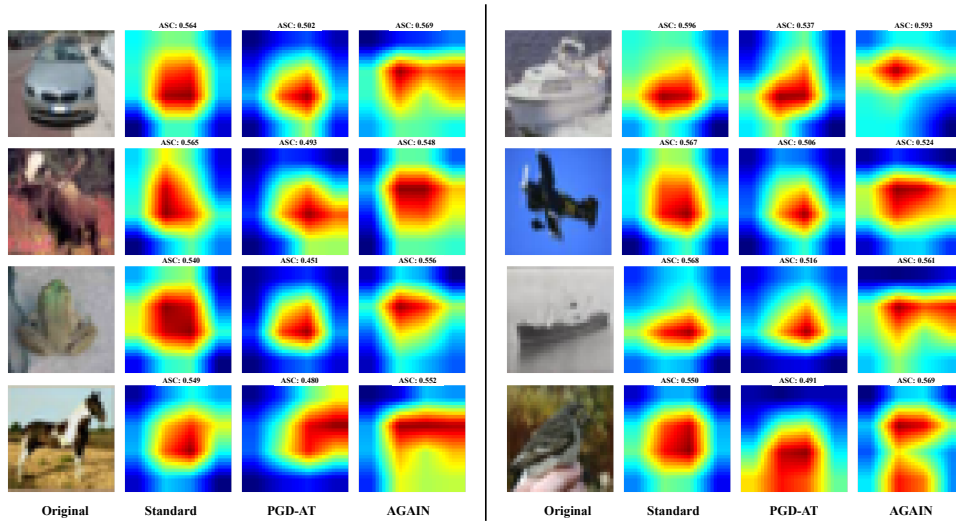 ASC: 0.564 ASC: 0.502 ASC: 0.569
ASC: 0.565 ASC: 0.493 ASC: 0.548
ASC: 0.540 ASC: 0.451 ASC: 0.556
ASC: 0.549 ASC: 0.480 ASC: 0.552
Original Standard PGD-AT AGAIN
ASC: 0.596 ASC: 0.537 ASC: 0.593
ASC: 0.567 ASC: 0.506 ASC: 0.524
ASC: 0.568 ASC: 0.516 ASC: 0.561
ASC: 0.550 ASC: 0.491 ASC: 0.569
Original Standard PGD-AT AGAIN